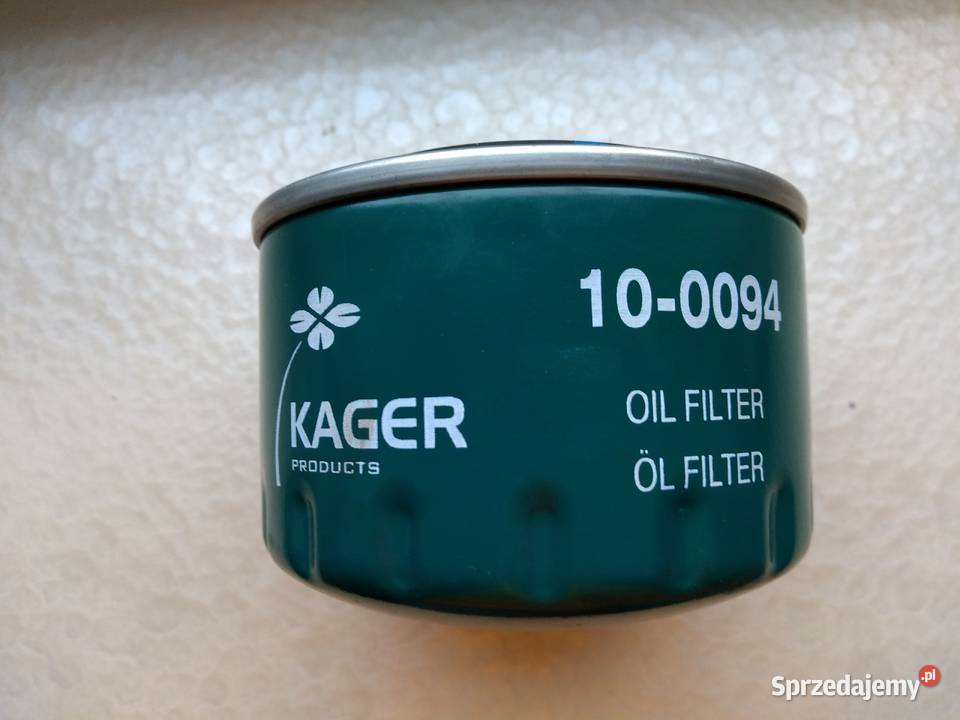 10-0094
KAGER
PRODUCTS
OIL FILTER
ÖL FILTER
Sprzedajemy.pl